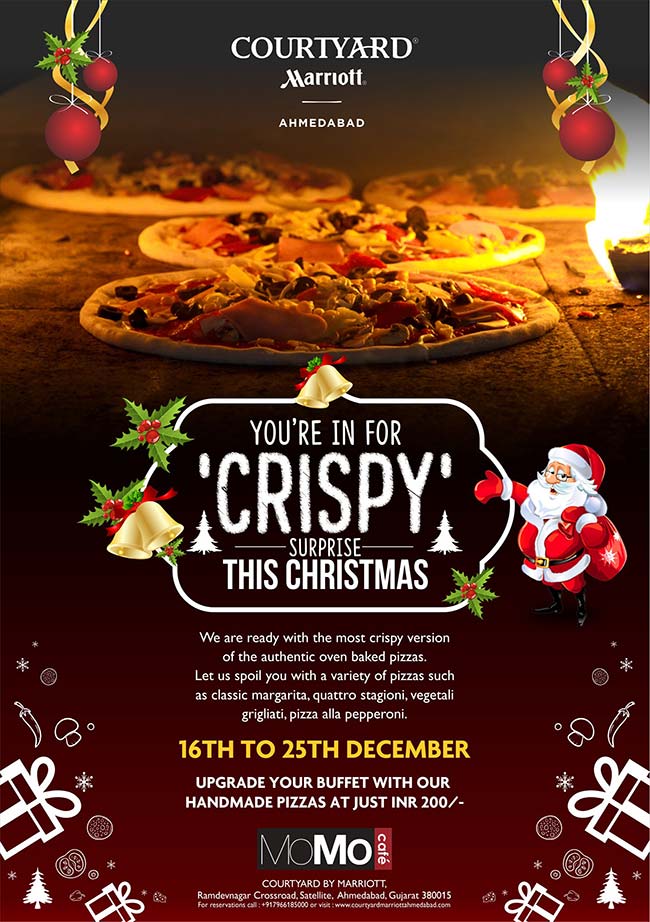 COURTYARD®
Marriott®
AHMEDABAD
YOU'RE IN FOR
'CRISPY'
SURPRISE
THIS CHRISTMAS
We are ready with the most crispy version
of the authentic oven baked pizzas.
Let us spoil you with a variety of pizzas such
as classic margarita, quattro stagioni, vegetali
grigliati, pizza alla pepperoni.
16TH TO 25TH DECEMBER
UPGRADE YOUR BUFFET WITH OUR
HANDMADE PIZZAS AT JUST INR 200/-
MoMo café
COURTYARD BY MARRIOTT,
Ramdevnagar Crossroad, Satellite, Ahmedabad, Gujarat 380015
For reservations call : +917966185000 or visit : www.courtyardmarriottahmedabad.com